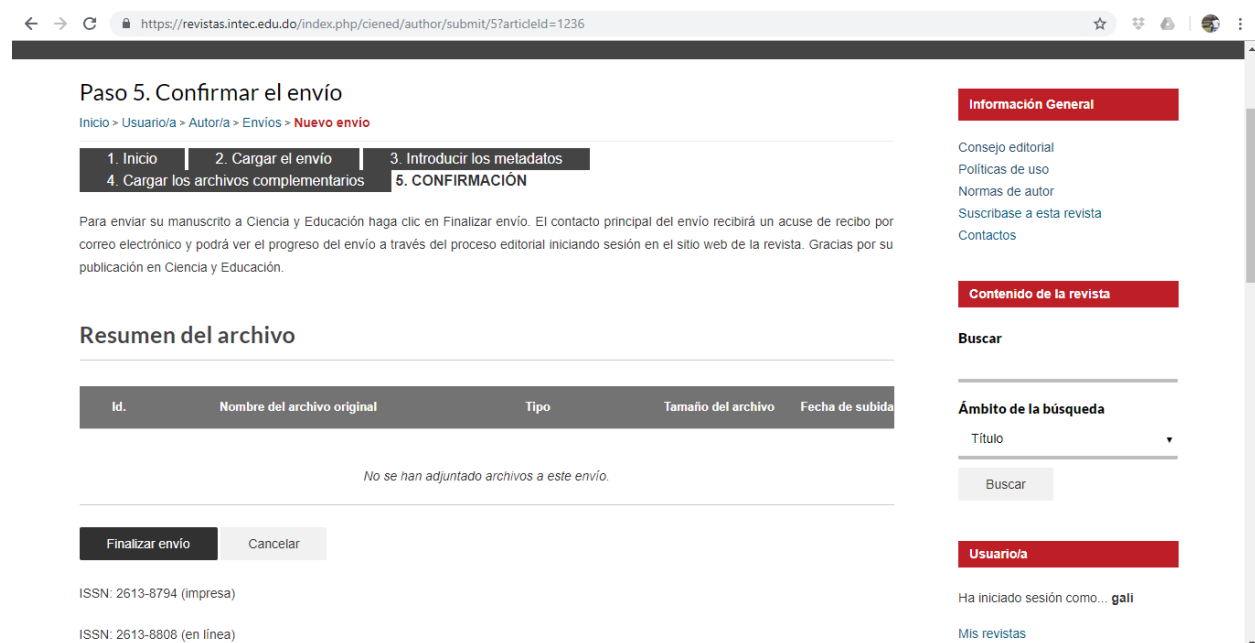 https://revistas.intec.edu.do/index.php/ciened/author/submit/5?articleId=1236
Paso 5. Confirmar el envío
Inicio > Usuario/a > Autor/a > Envíos > Nuevo envío
1. Inicio 2. Cargar el envío 3. Introducir los metadatos
4. Cargar los archivos complementarios 5. CONFIRMACIÓN
Para enviar su manuscrito a Ciencia y Educación haga clic en Finalizar envío. El contacto principal del envío recibirá un acuse de recibo por
correo electrónico y podrá ver el progreso del envío a través del proceso editorial iniciando sesión en el sitio web de la revista. Gracias por su
publicación en Ciencia y Educación.
Resumen del archivo
Id. Nombre del archivo original Tipo Tamaño del archivo Fecha de subida
No se han adjuntado archivos a este envío.
Finalizar envío Cancelar
ISSN: 2613-8794 (impresa)
ISSN: 2613-8808 (en línea)
Información General
Consejo editorial
Políticas de uso
Normas de autor
Suscribase a esta revista
Contactos
Contenido de la revista
Buscar
Ámbito de la búsqueda
Título
Buscar
Usuario/a
Ha iniciado sesión como... gali
Mis revistas